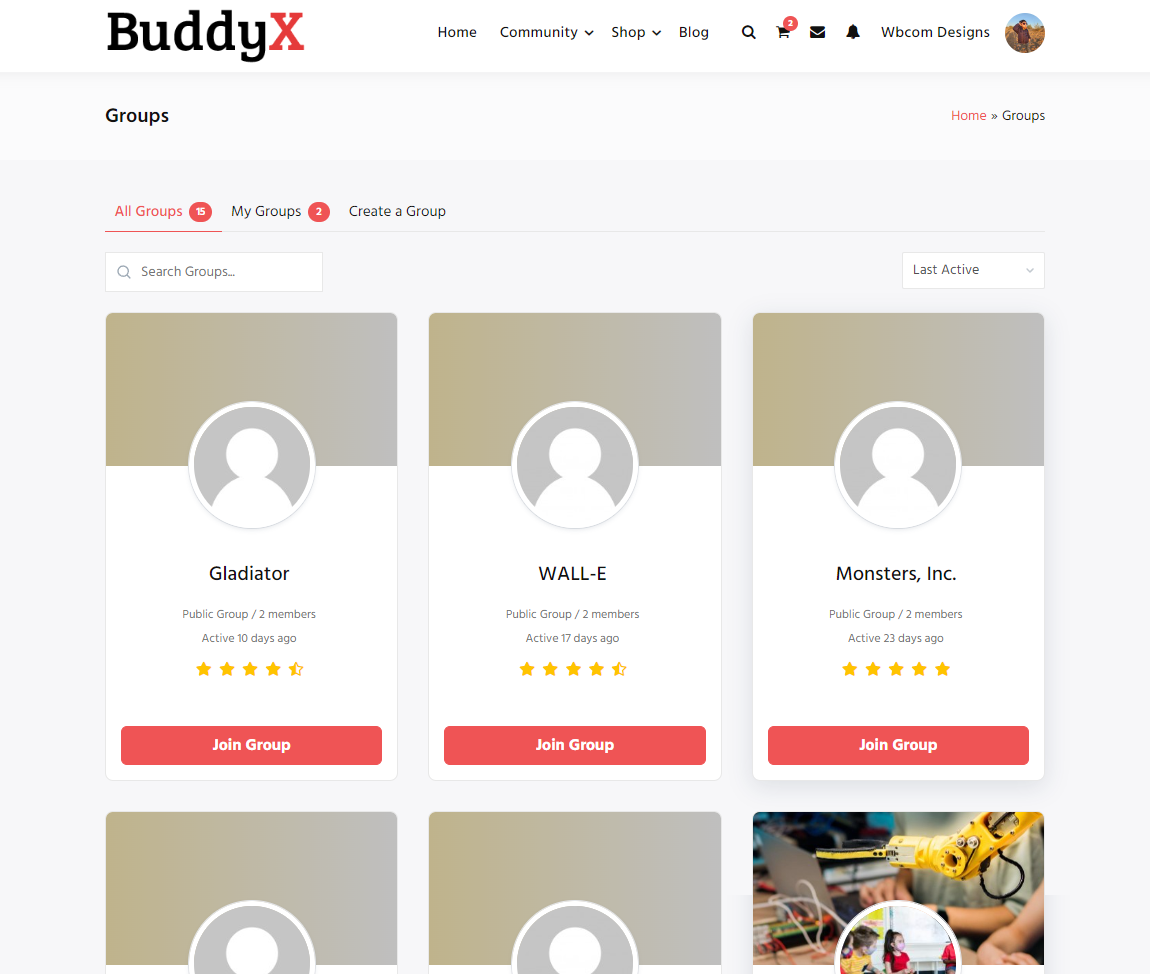 BuddyX
Home Community Shop Blog 2 Wbcom Designs
Groups
Home » Groups
All Groups 15 My Groups 2 Create a Group
Search Groups...
Last Active
Gladiator
Public Group / 2 members
Active 10 days ago
Join Group
WALL-E
Public Group / 2 members
Active 17 days ago
Join Group
Monsters, Inc.
Public Group / 2 members
Active 23 days ago
Join Group